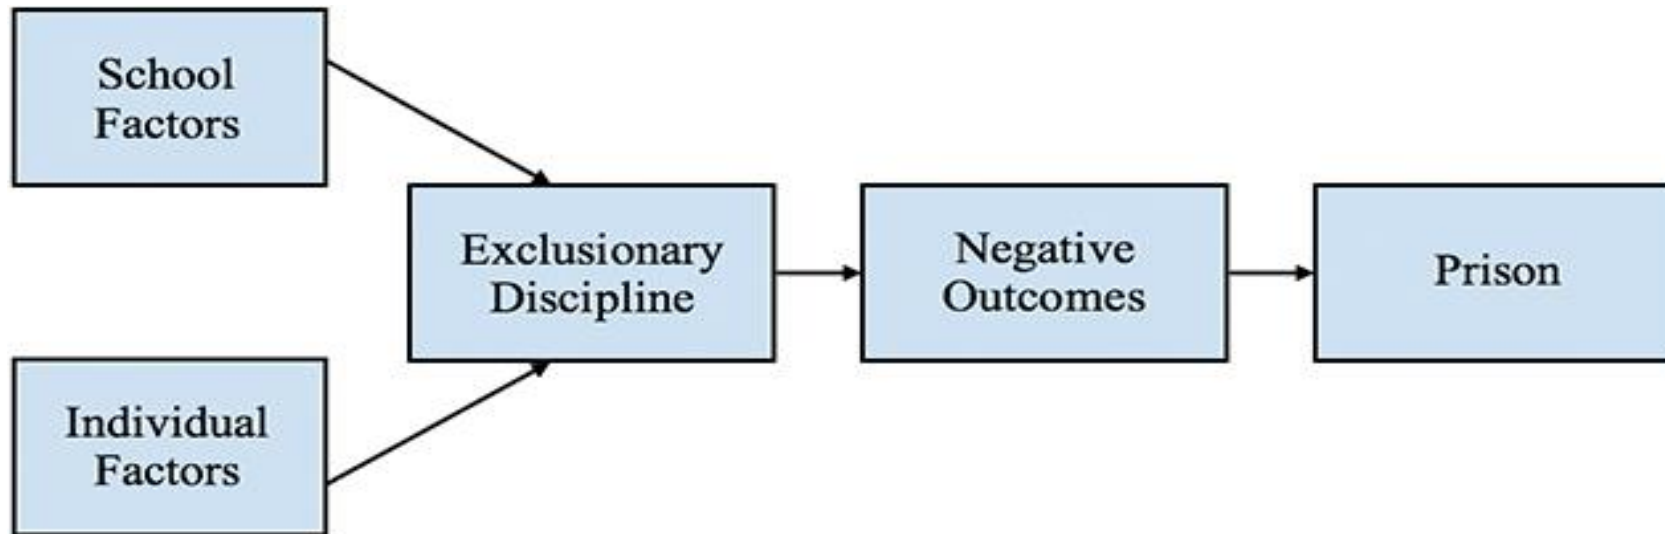 School
Factors
Exclusionary
Discipline
Negative
Outcomes
Prison
Individual
Factors